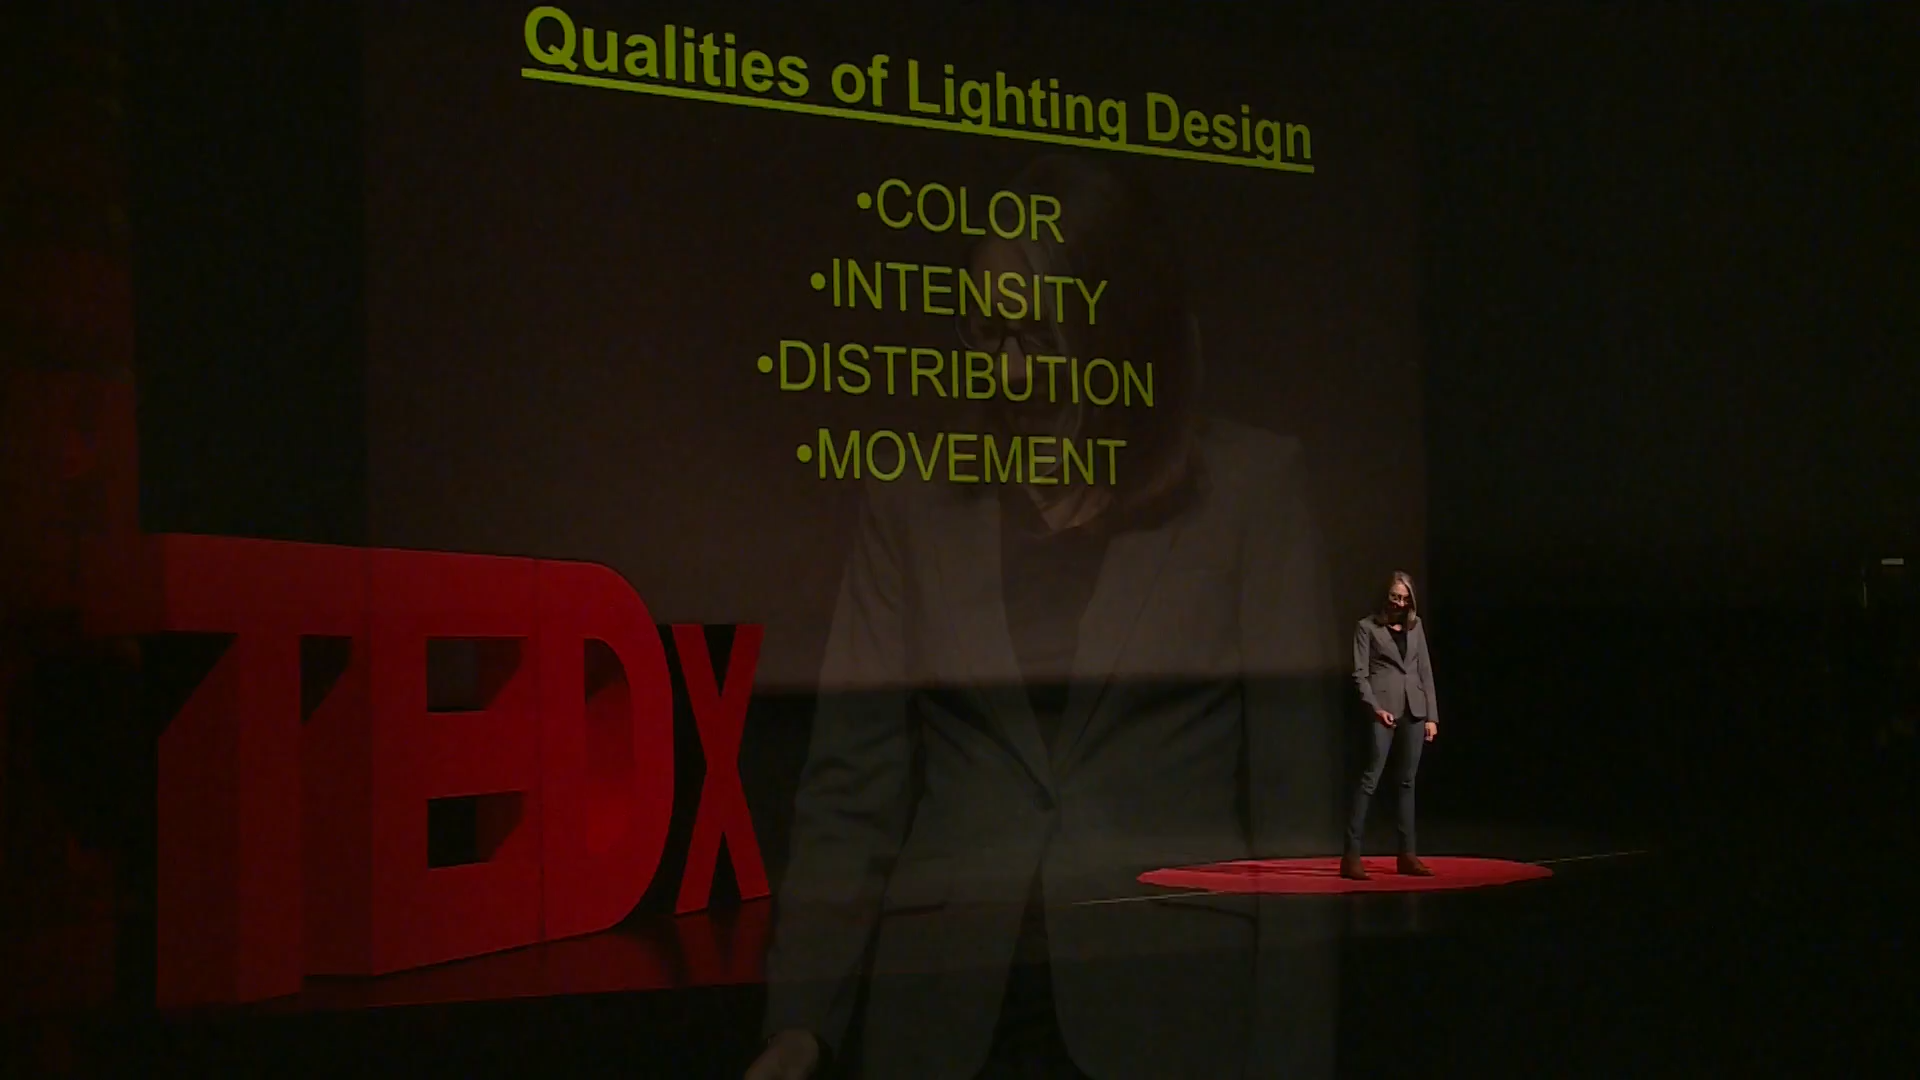 Qualities of Lighting Design
•COLOR
•INTENSITY
•DISTRIBUTION
•MOVEMENT
TEDx